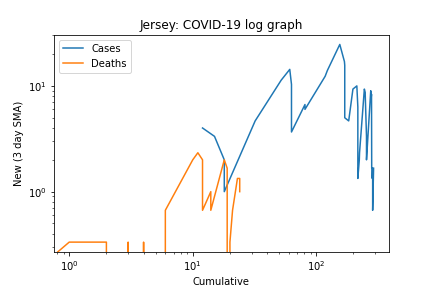 Jersey: COVID-19 log graph
Cases
Deaths
New (3 day SMA)
10¹
10⁰
10⁰
10¹
10²
Cumulative